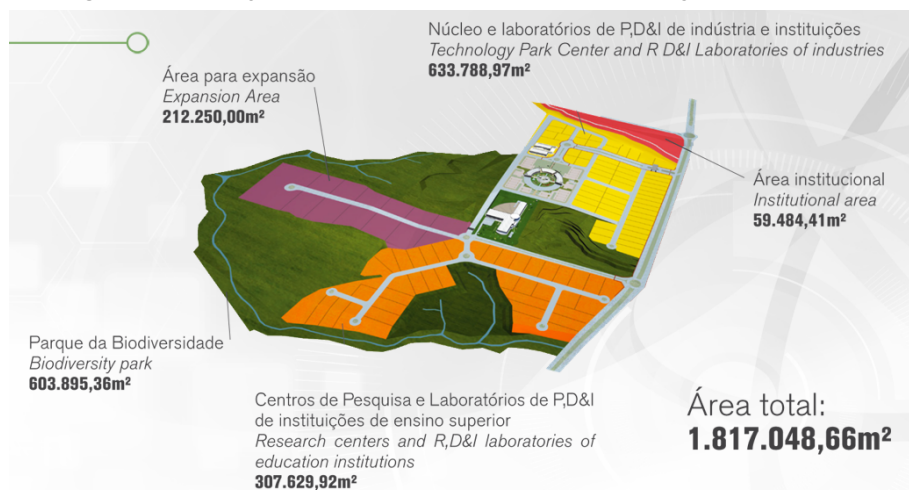 Núcleo e laboratórios de P,D&I de indústria e instituições
Technology Park Center and R D&I Laboratories of industries
633.788,97m²
Área para expansão
Expansion Area
212.250,00m²
Área institucional
Institutional area
59.484,41m²
Parque da Biodiversidade
Biodiversity park
603.895,36m²
Centros de Pesquisa e Laboratórios de P,D&I
de instituições de ensino superior
Research centers and R,D&I laboratories of
education institutions
307.629,92m²
Área total:
1.817.048,66m²